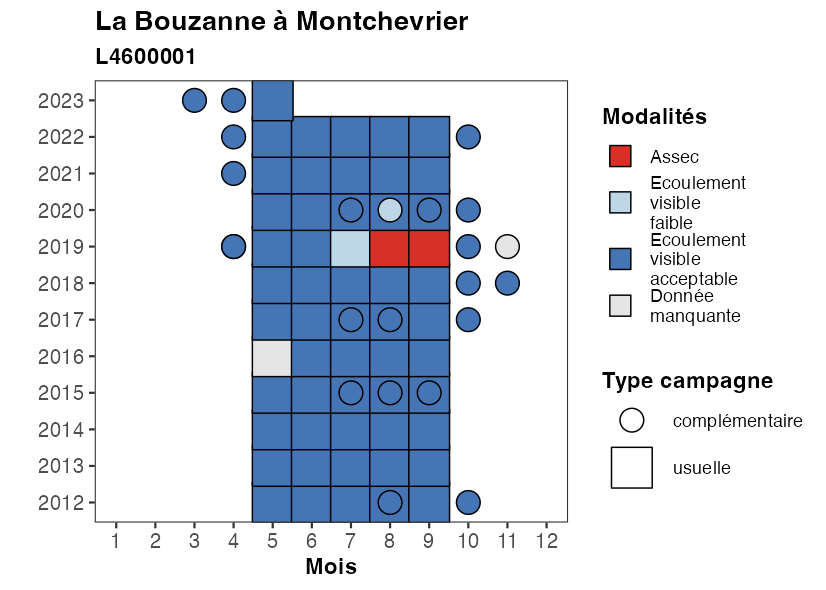 La Bouzanne à Montchevrier
L4600001
2023
2022
2021
2020
2019
2018
2017
2016
2015
2014
2013
2012
1 2 3 4 5 6 7 8 9 10 11 12
Mois
Modalités
Assec
Ecoulement
visible
faible
Ecoulement
visible
acceptable
Donnée
manquante
Type campagne
complémentaire
usuelle